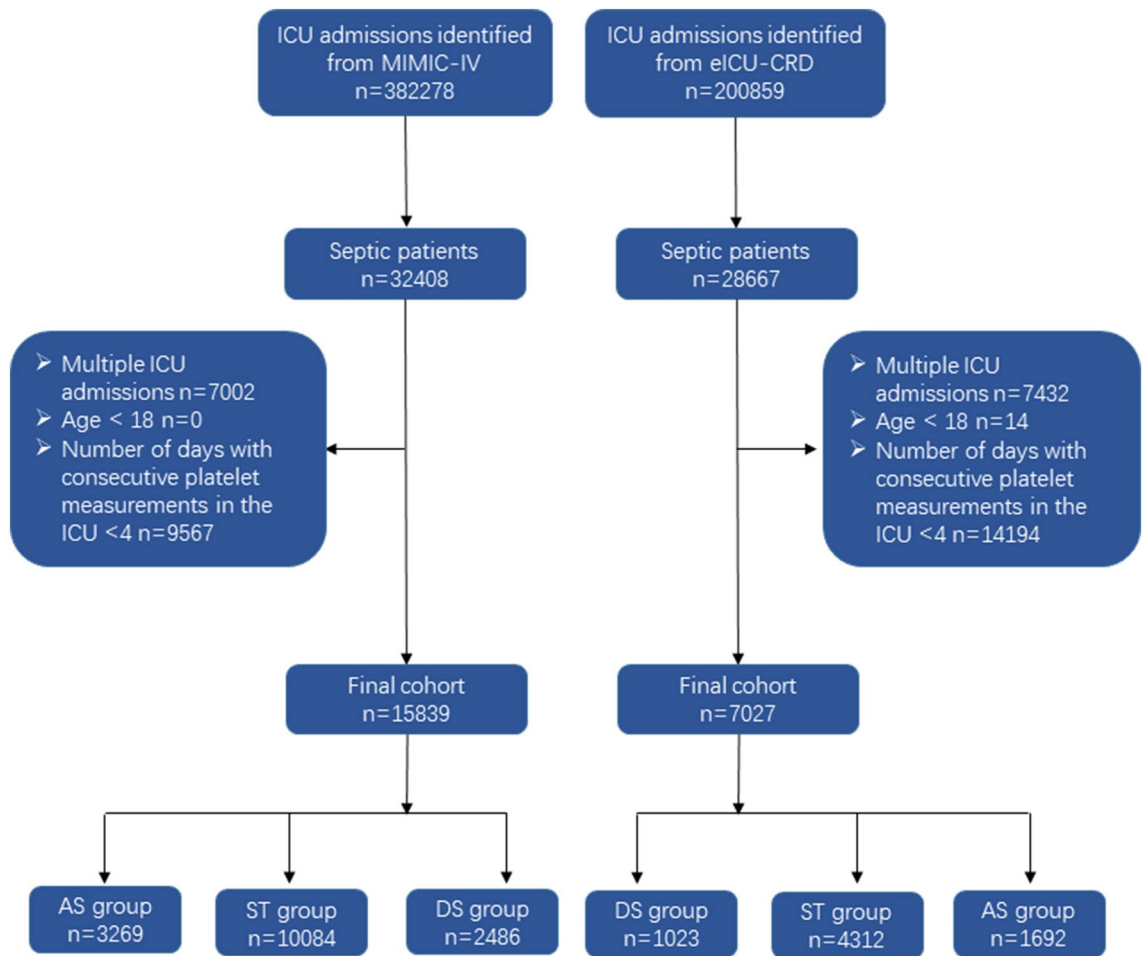 ICU admissions identified
from MIMIC-IV
n=382278
ICU admissions identified
from eICU-CRD
n=200859
Septic patients
n=32408
Septic patients
n=28667
➢ Multiple ICU
admissions n=7002
➢ Age < 18 n=0
➢ Number of days with
consecutive platelet
measurements in the
ICU <4 n=9567
➢ Multiple ICU
admissions n=7432
➢ Age < 18 n=14
➢ Number of days with
consecutive platelet
measurements in the
ICU <4 n=14194
Final cohort
n=15839
Final cohort
n=7027
AS group
n=3269
ST group
n=10084
DS group
n=2486
DS group
n=1023
ST group
n=4312
AS group
n=1692